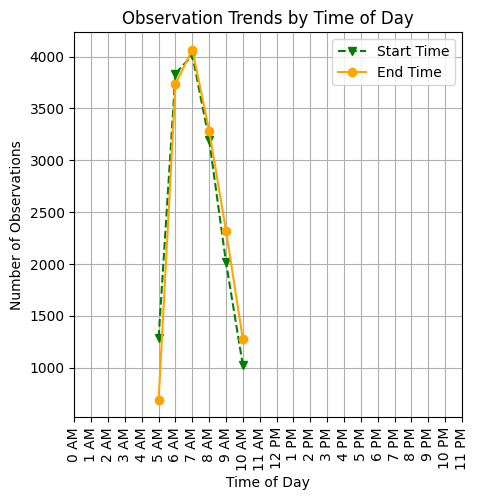 Observation Trends by Time of Day
Start Time
End Time
Number of Observations
4000
3500
3000
2500
2000
1500
1000
0 AM
1 AM
2 AM
3 AM
4 AM
5 AM
6 AM
7 AM
8 AM
9 AM
10 AM
11 AM
12 PM
1 PM
2 PM
3 PM
4 PM
5 PM
6 PM
7 PM
8 PM
9 PM
10 PM
11 PM
Time of Day